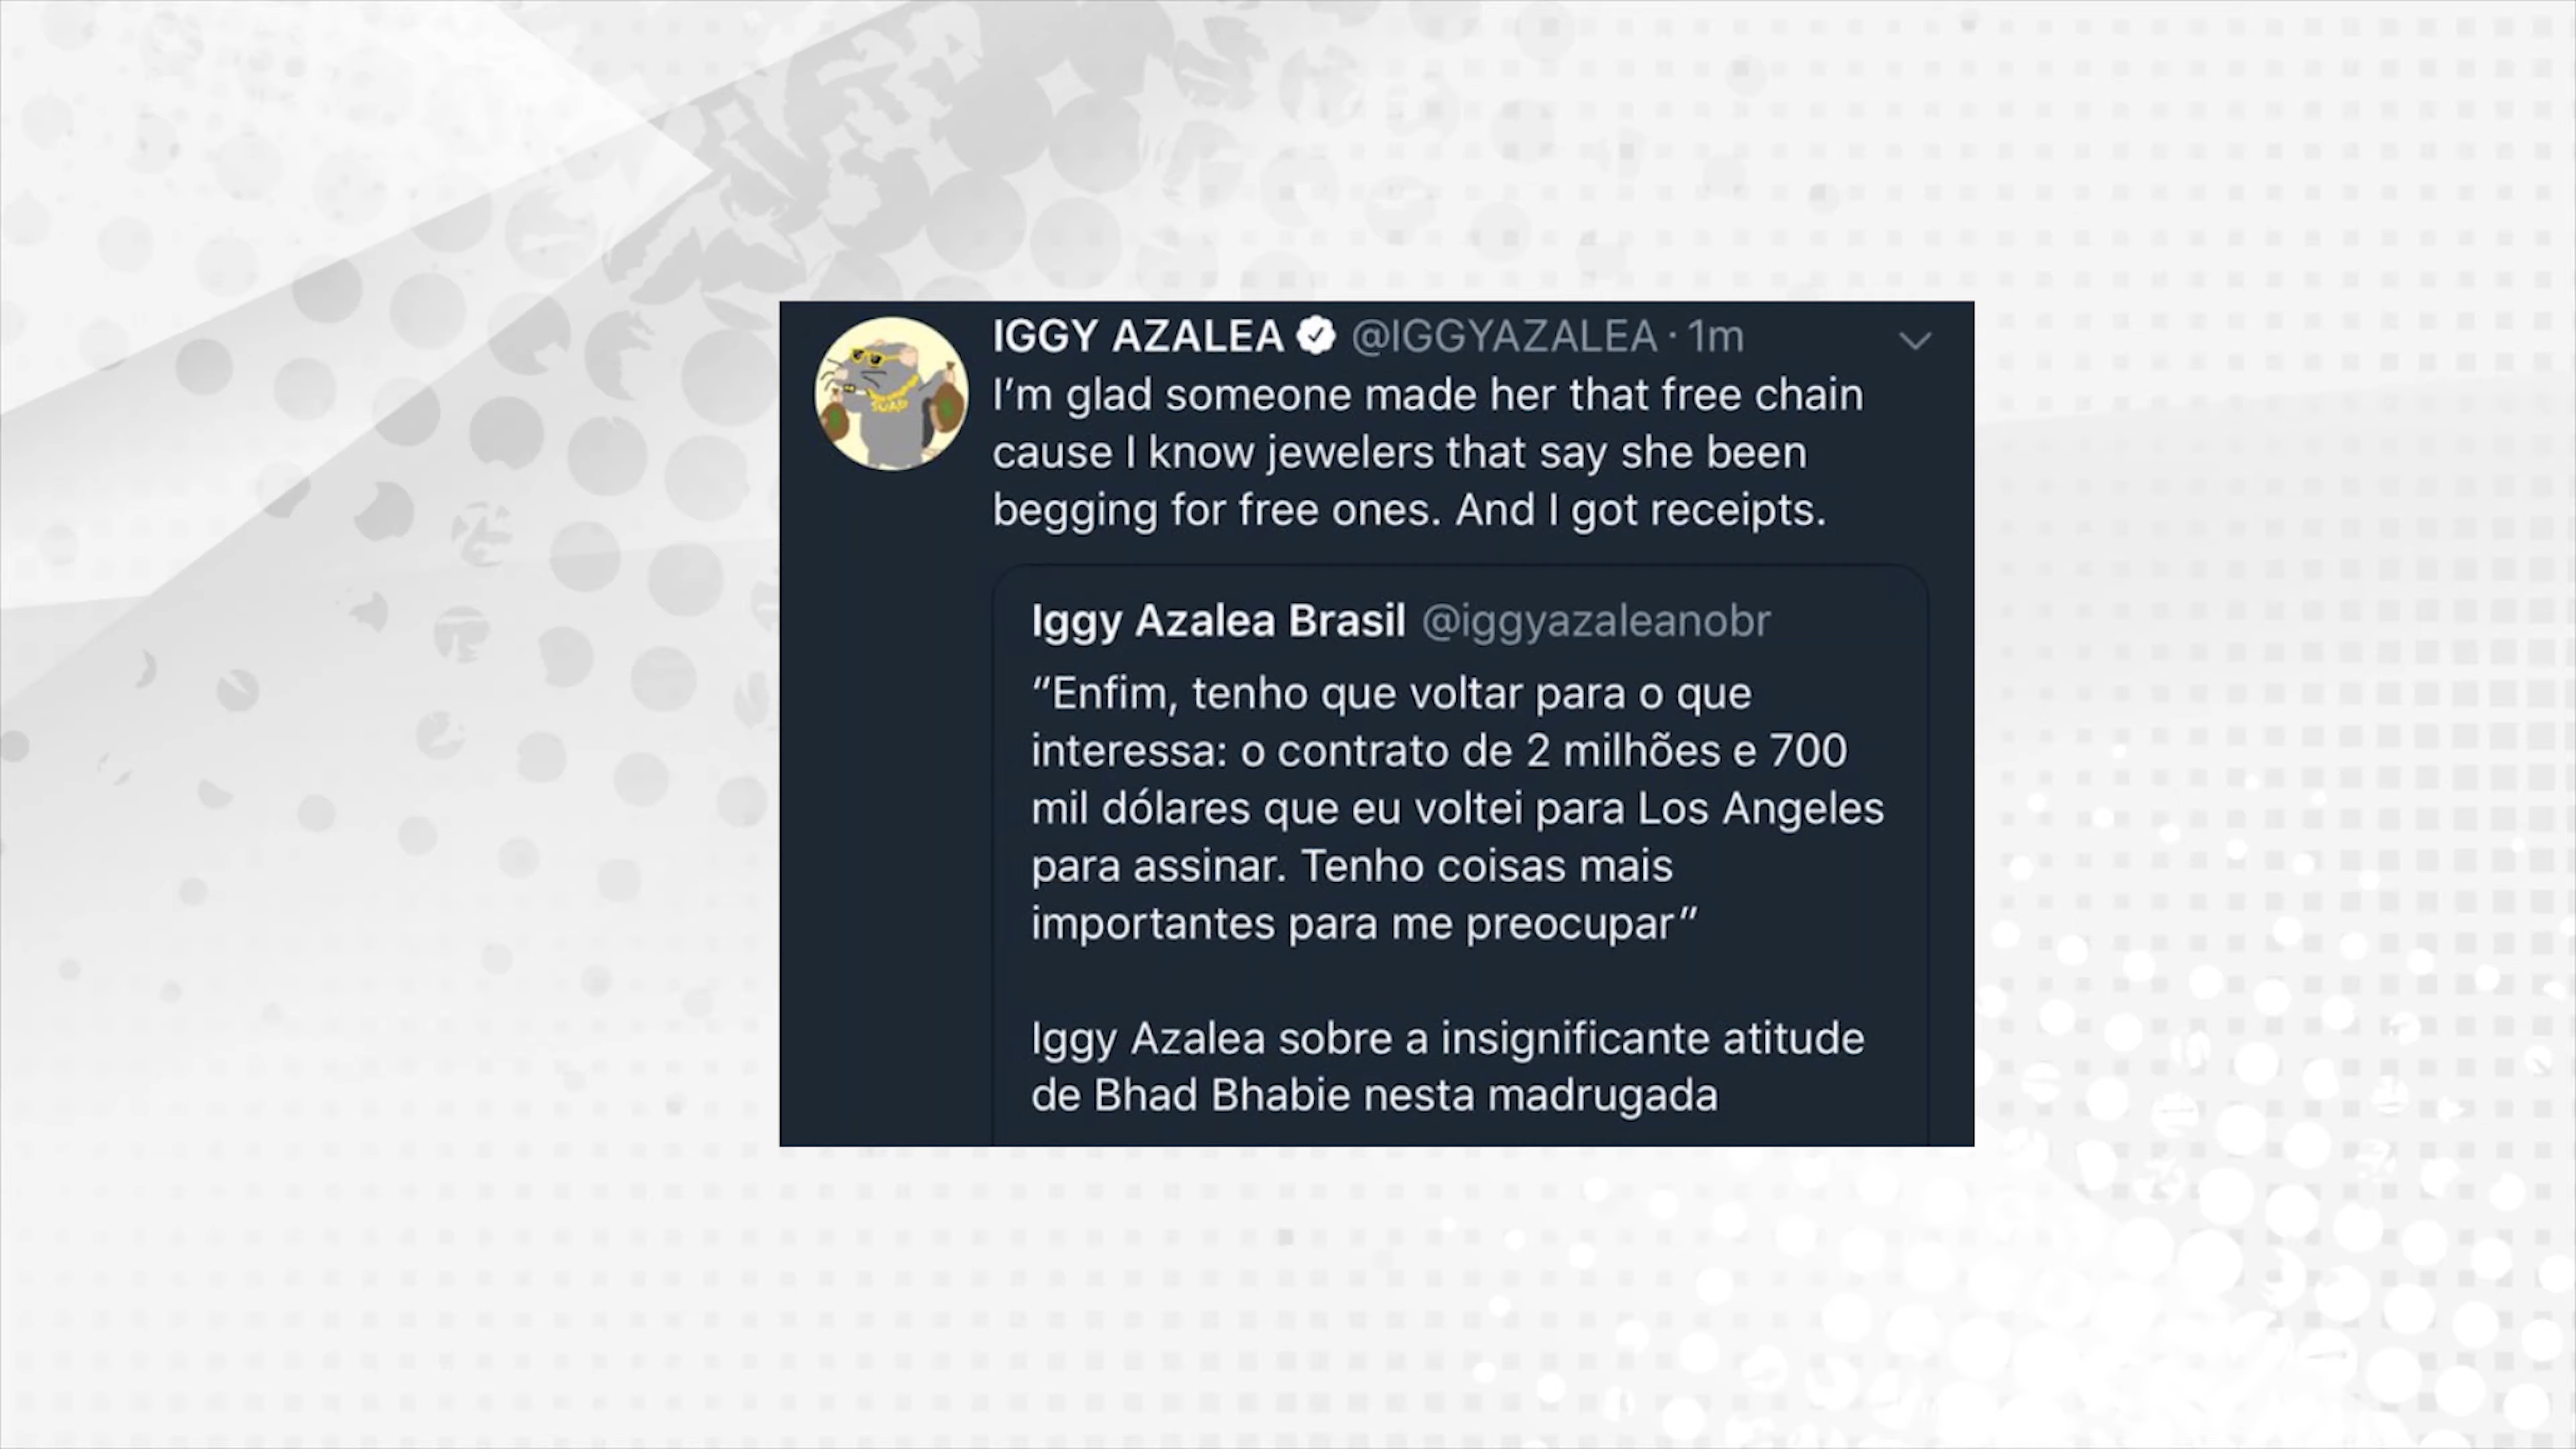 IGGY AZALEA @IGGYAZALEA · 1m
I’m glad someone made her that free chain
cause I know jewelers that say she been
begging for free ones. And I got receipts.
Iggy Azalea Brasil @iggyazaleanobr
“Enfim, tenho que voltar para o que
interessa: o contrato de 2 milhões e 700
mil dólares que eu voltei para Los Angeles
para assinar. Tenho coisas mais
importantes para me preocupar”
Iggy Azalea sobre a insignificante atitude
de Bhad Bhabie nesta madrugada